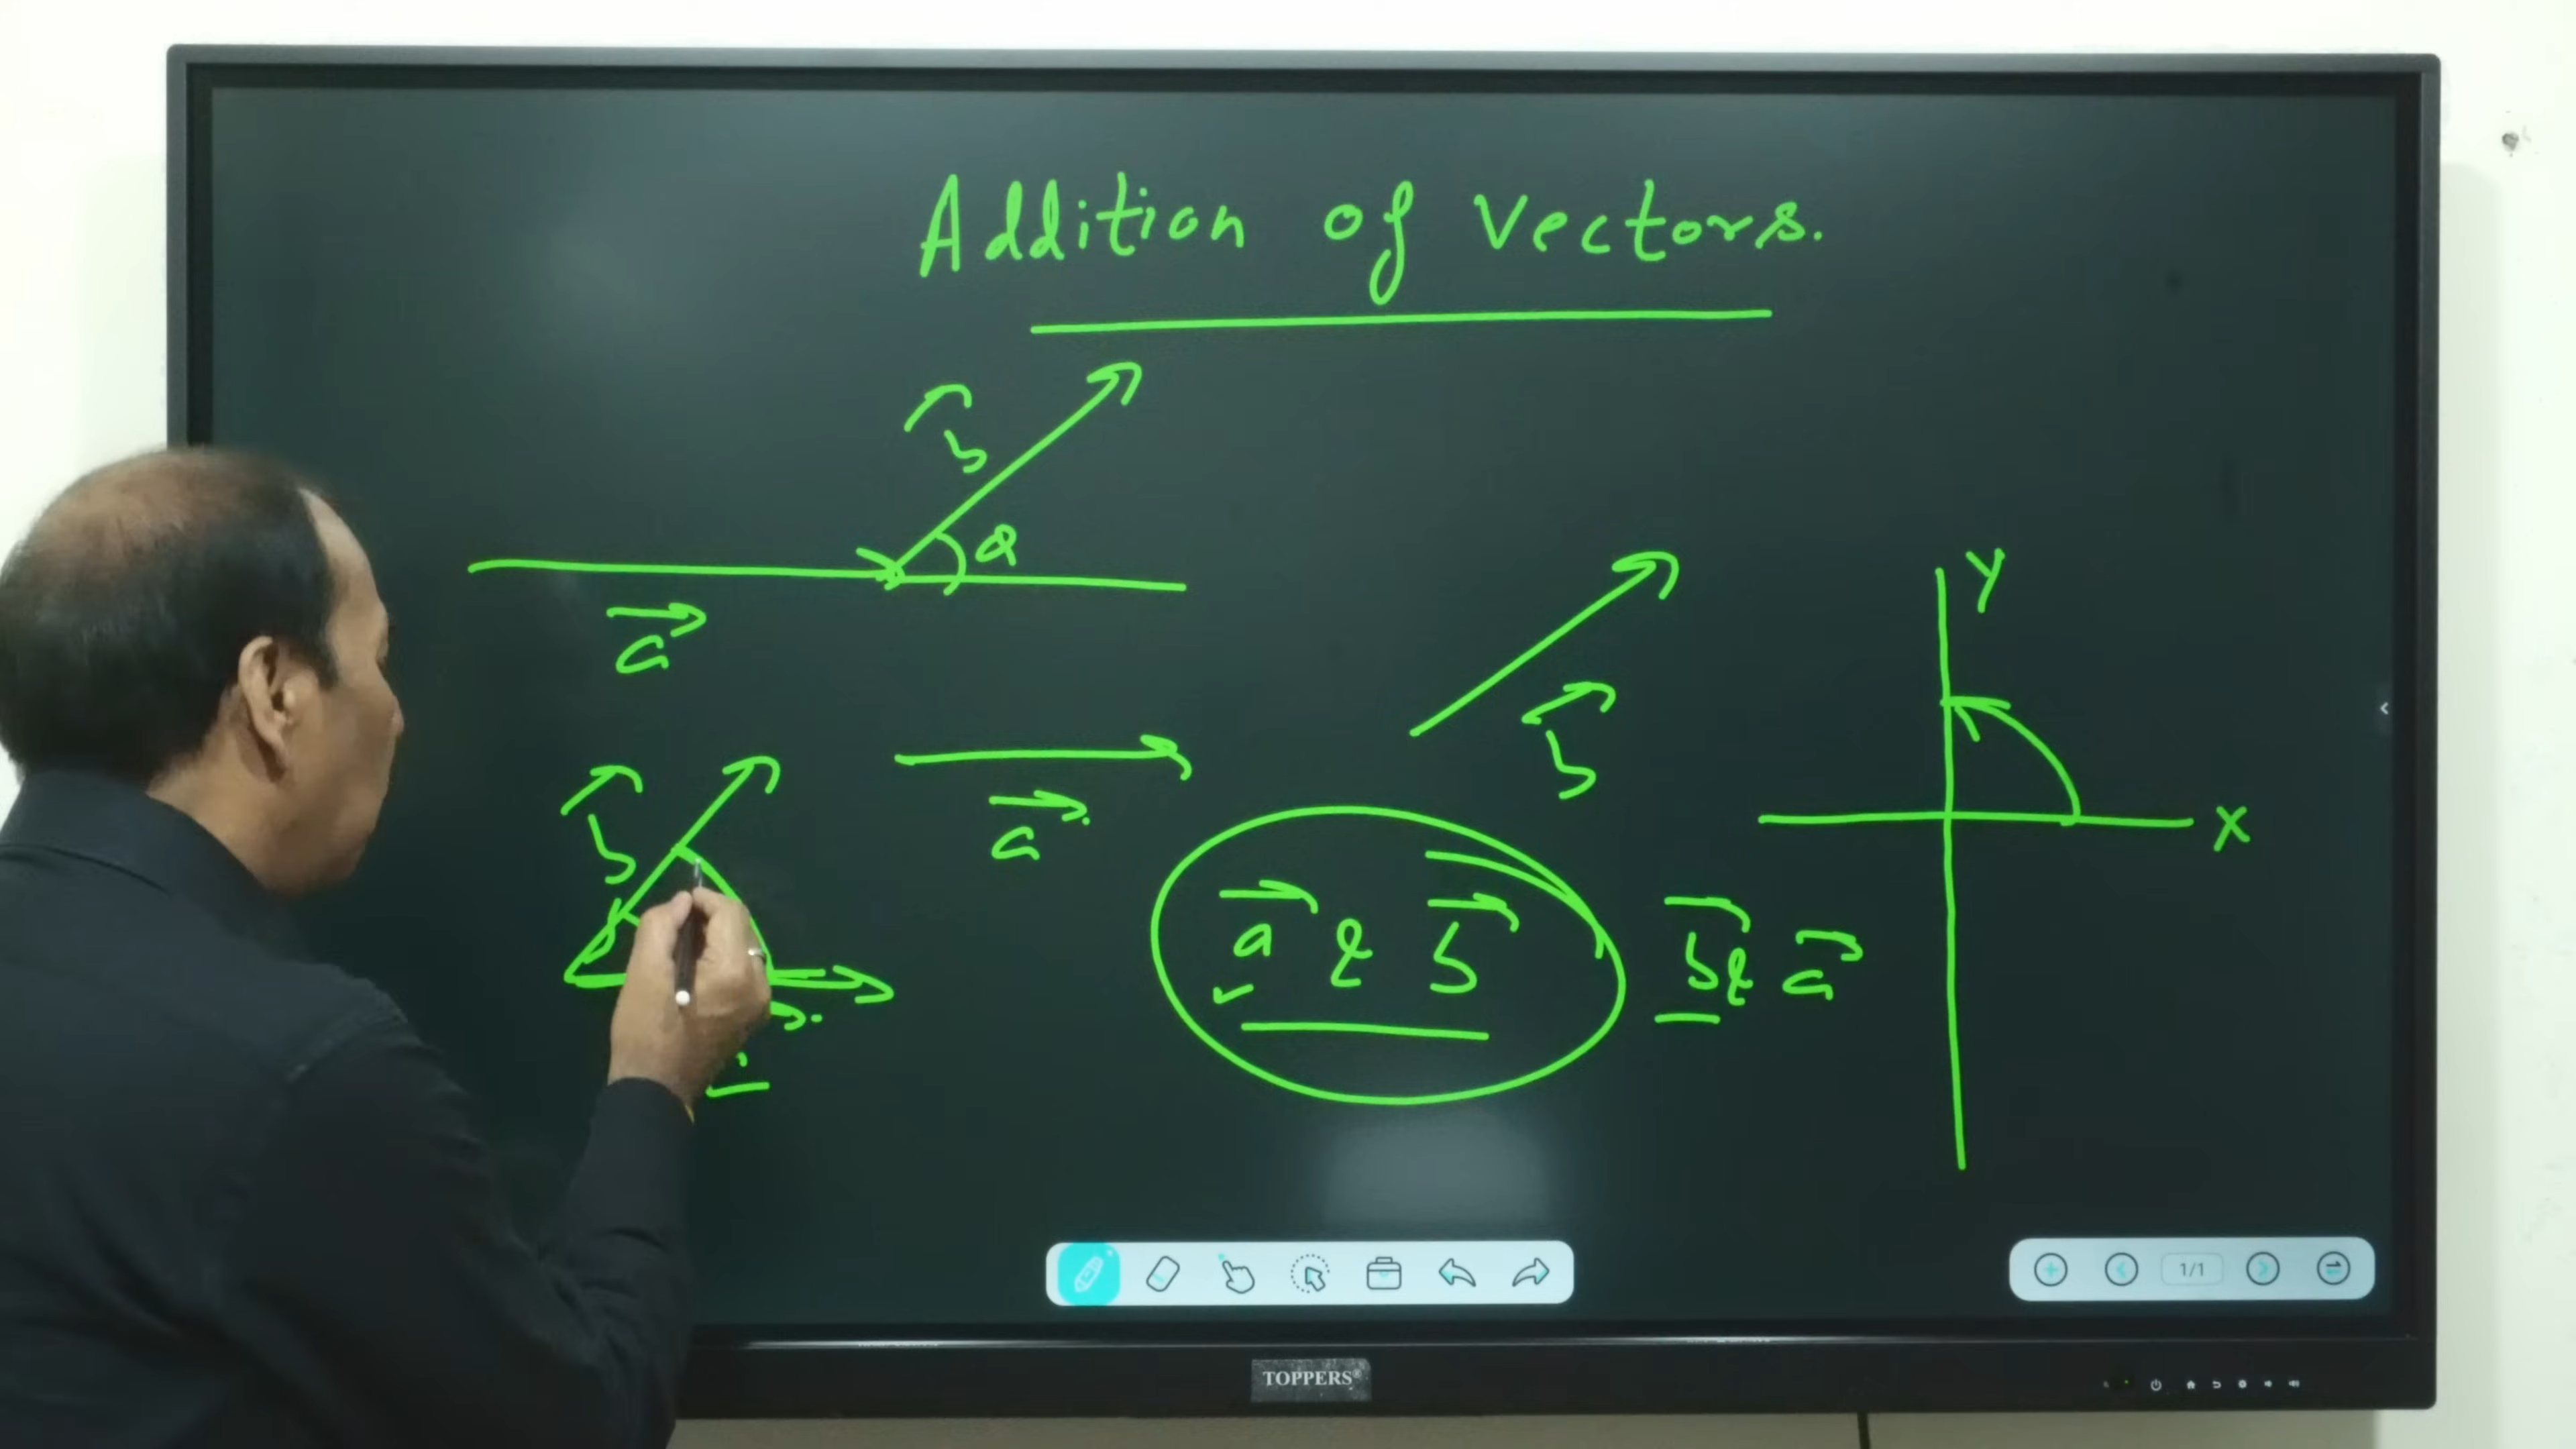 Addition of vectors.
b
θ
a
Y
b
b
a.
X
a & b
b & a
1/1
TOPPERS®